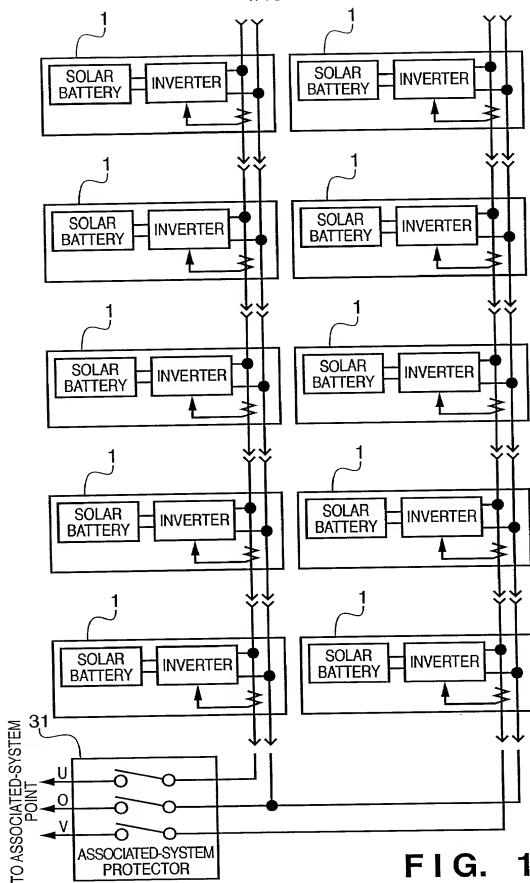 1 1
SOLAR BATTERY INVERTER SOLAR BATTERY INVERTER
1 1
SOLAR BATTERY INVERTER SOLAR BATTERY INVERTER
1 1
SOLAR BATTERY INVERTER SOLAR BATTERY INVERTER
1 1
SOLAR BATTERY INVERTER SOLAR BATTERY INVERTER
1 1
SOLAR BATTERY INVERTER SOLAR BATTERY INVERTER
31
TO ASSOCIATED-SYSTEM
POINT
U
O
V
ASSOCIATED-SYSTEM
PROTECTOR
FIG. 1